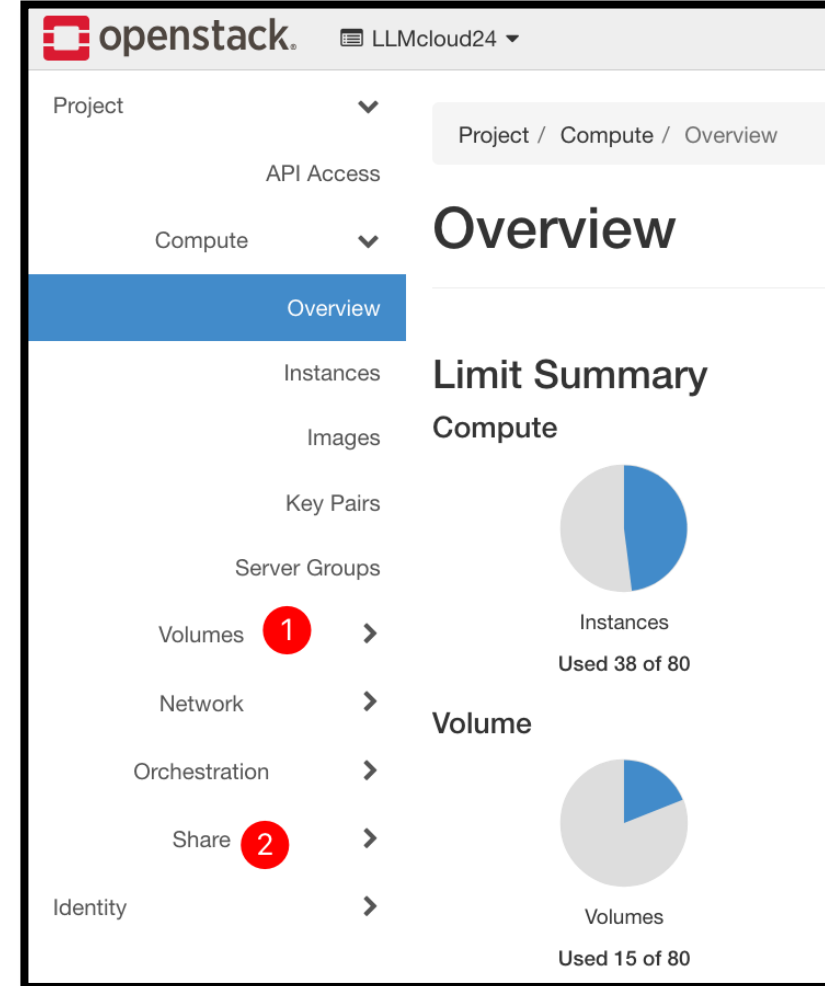 openstack. LLMcloud24
Project
API Access
Compute
Overview
Instances
Images
Key Pairs
Server Groups
Volumes 1
Network
Orchestration
Share 2
Identity
Project / Compute / Overview
Overview
Limit Summary
Compute
Instances
Used 38 of 80
Volume
Volumes
Used 15 of 80